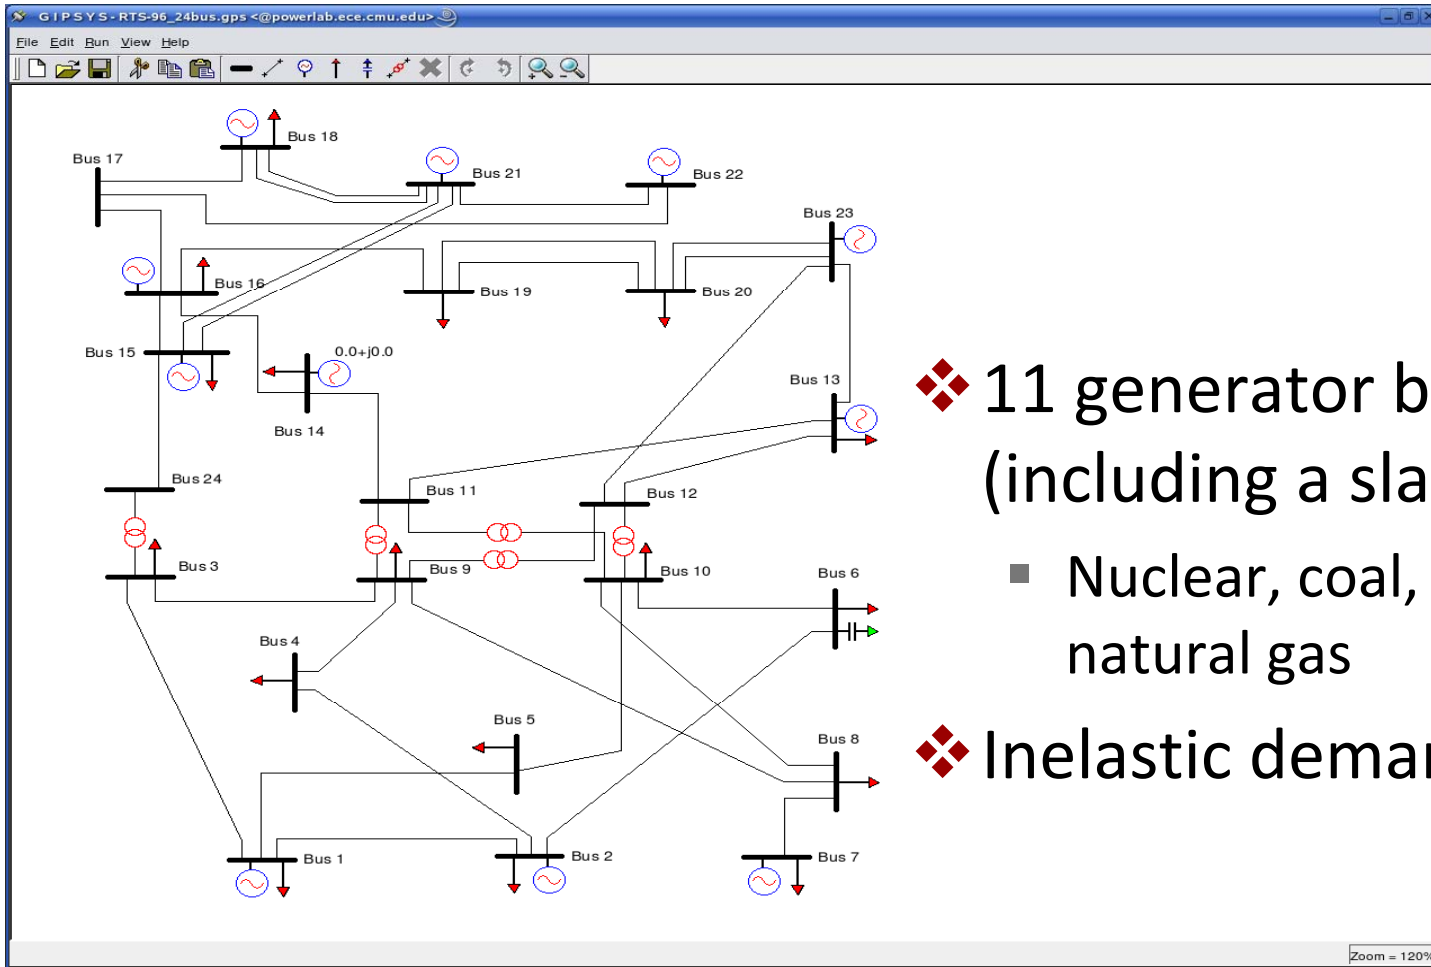 GIPSYS - RTS-96_24bus.gps <@powerlab.ece.cmu.edu>
File Edit Run View Help
Bus 18
Bus 17
Bus 21
Bus 22
Bus 23
Bus 16
Bus 19
Bus 20
Bus 15
0.0+j0.0
Bus 13
Bus 14
Bus 24
Bus 11
Bus 12
Bus 3
Bus 9
Bus 10
Bus 6
Bus 4
Bus 5
Bus 8
Bus 1
Bus 2
Bus 7
11 generator b
(including a sla
Nuclear, coal,
natural gas
Inelastic demar
Zoom = 120%